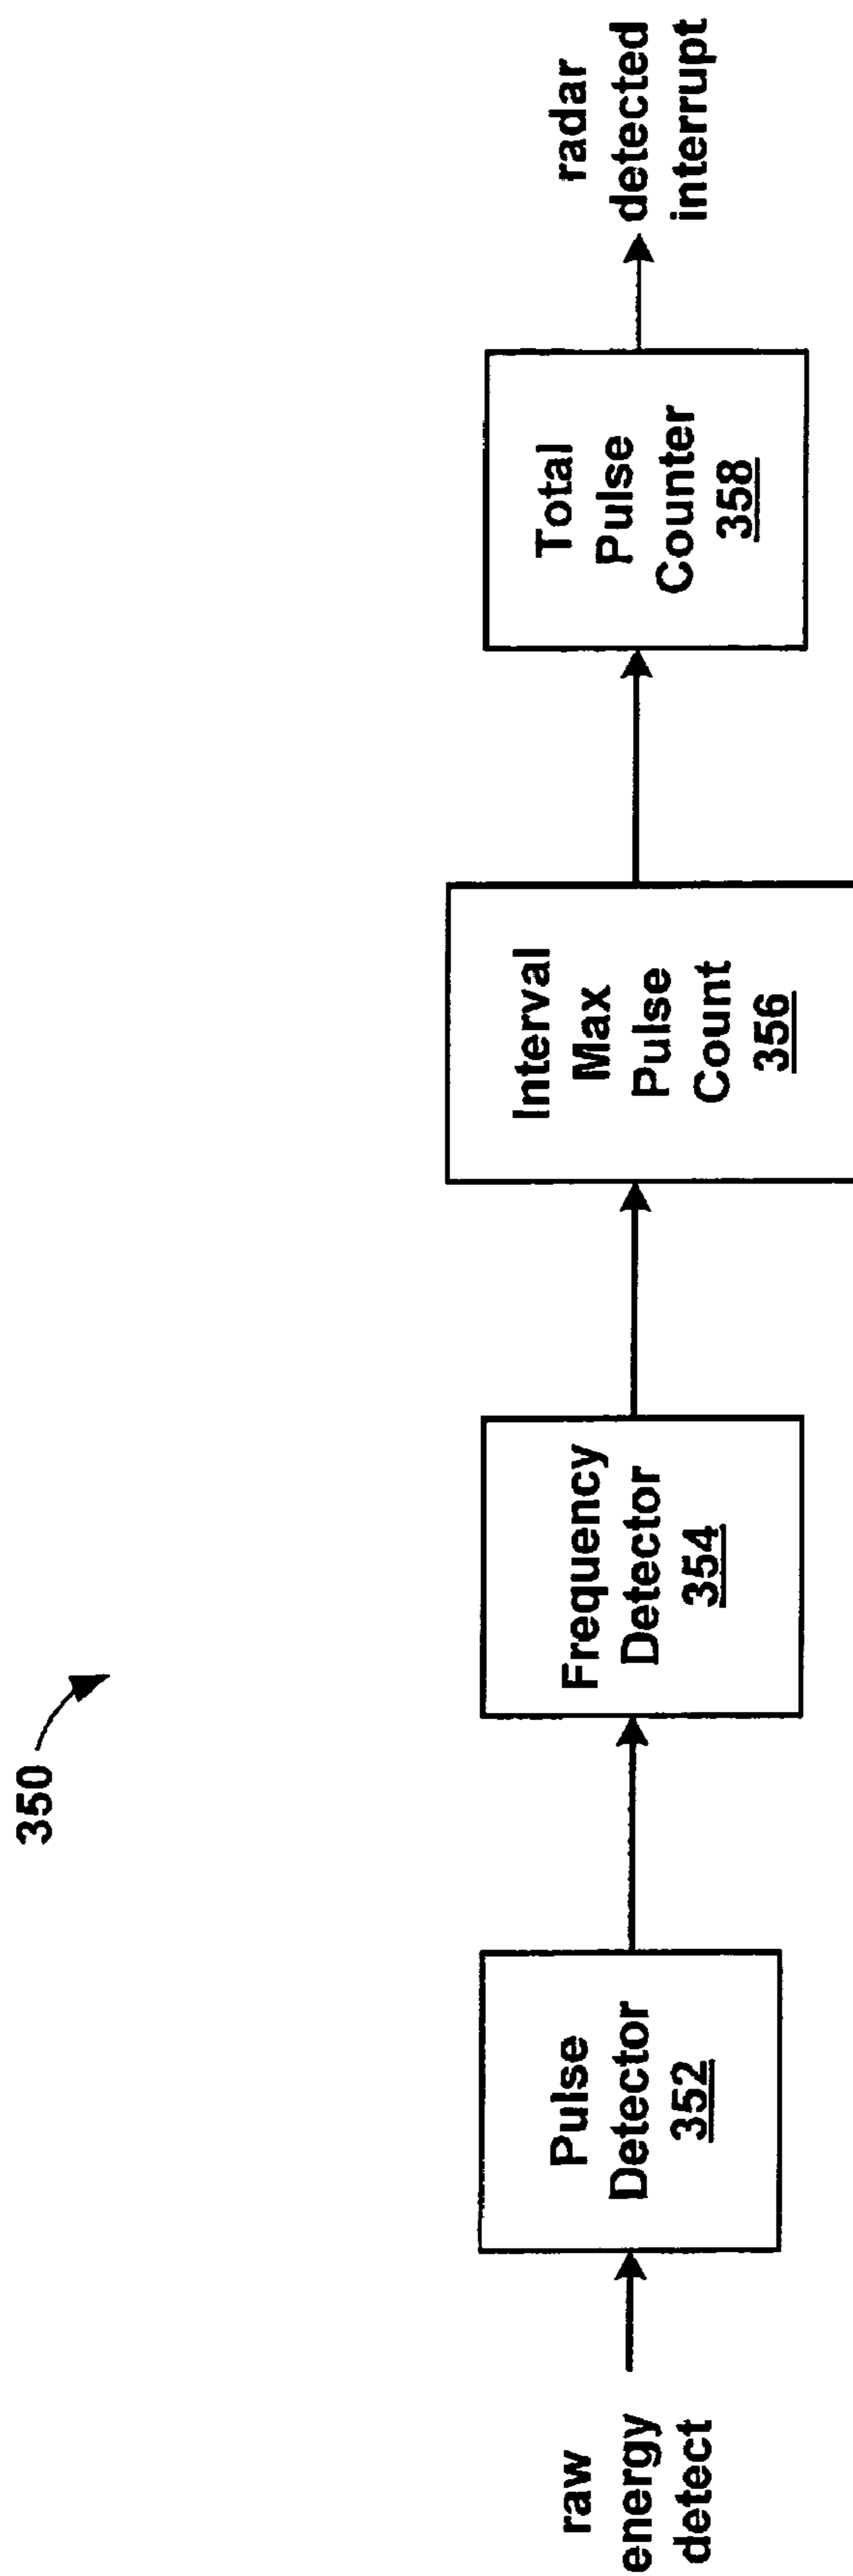 350
raw
energy
detect
Pulse
Detector
352
Frequency
Detector
354
Interval
Max
Pulse
Count
356
Total
Pulse
Counter
358
radar
detected
interrupt